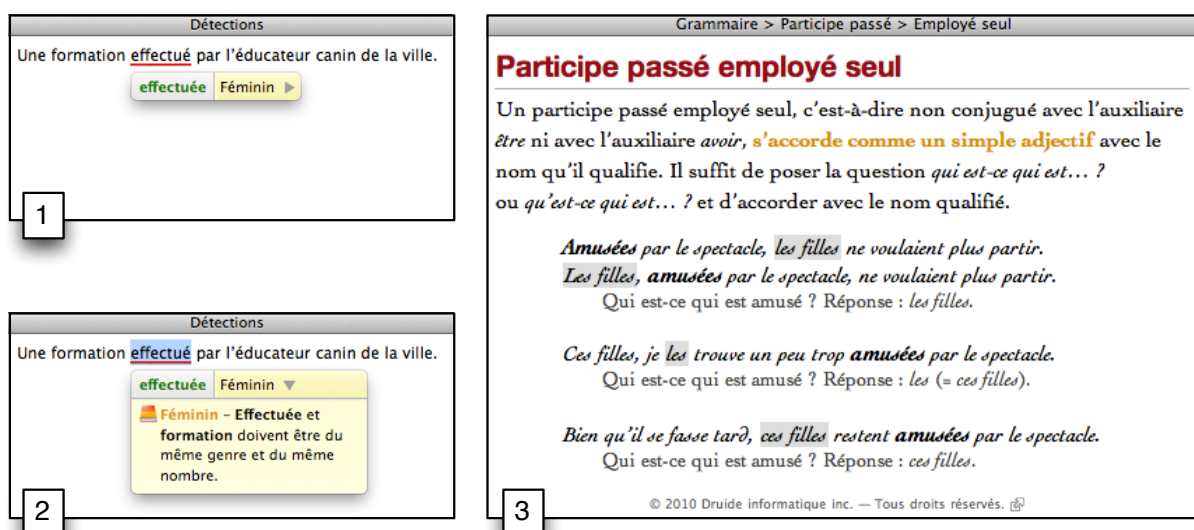 Détections
Une formation effectué par l’éducateur canin de la ville.
effectuée Féminin
1
Détections
Une formation effectué par l’éducateur canin de la ville.
effectuée Féminin
Féminin – Effectuée et
formation doivent être du
même genre et du même
nombre.
2
Grammaire > Participe passé > Employé seul
Participe passé employé seul
Un participe passé employé seul, c’est-à-dire non conjugué avec l’auxiliaire
être ni avec l’auxiliaire avoir, s’accorde comme un simple adjectif avec le
nom qu’il qualifie. Il suffit de poser la question qui est-ce qui est… ?
ou qu’est-ce qui est… ? et d’accorder avec le nom qualifié.
Amusées par le spectacle, les filles ne voulaient plus partir.
Les filles, amusées par le spectacle, ne voulaient plus partir.
Qui est-ce qui est amusé ? Réponse : les filles.
Ces filles, je les trouve un peu trop amusées par le spectacle.
Qui est-ce qui est amusé ? Réponse : les (= ces filles).
Bien qu’il se fasse tard, ces filles restent amusées par le spectacle.
Qui est-ce qui est amusé ? Réponse : ces filles.
© 2010 Druide informatique inc. — Tous droits réservés.
3